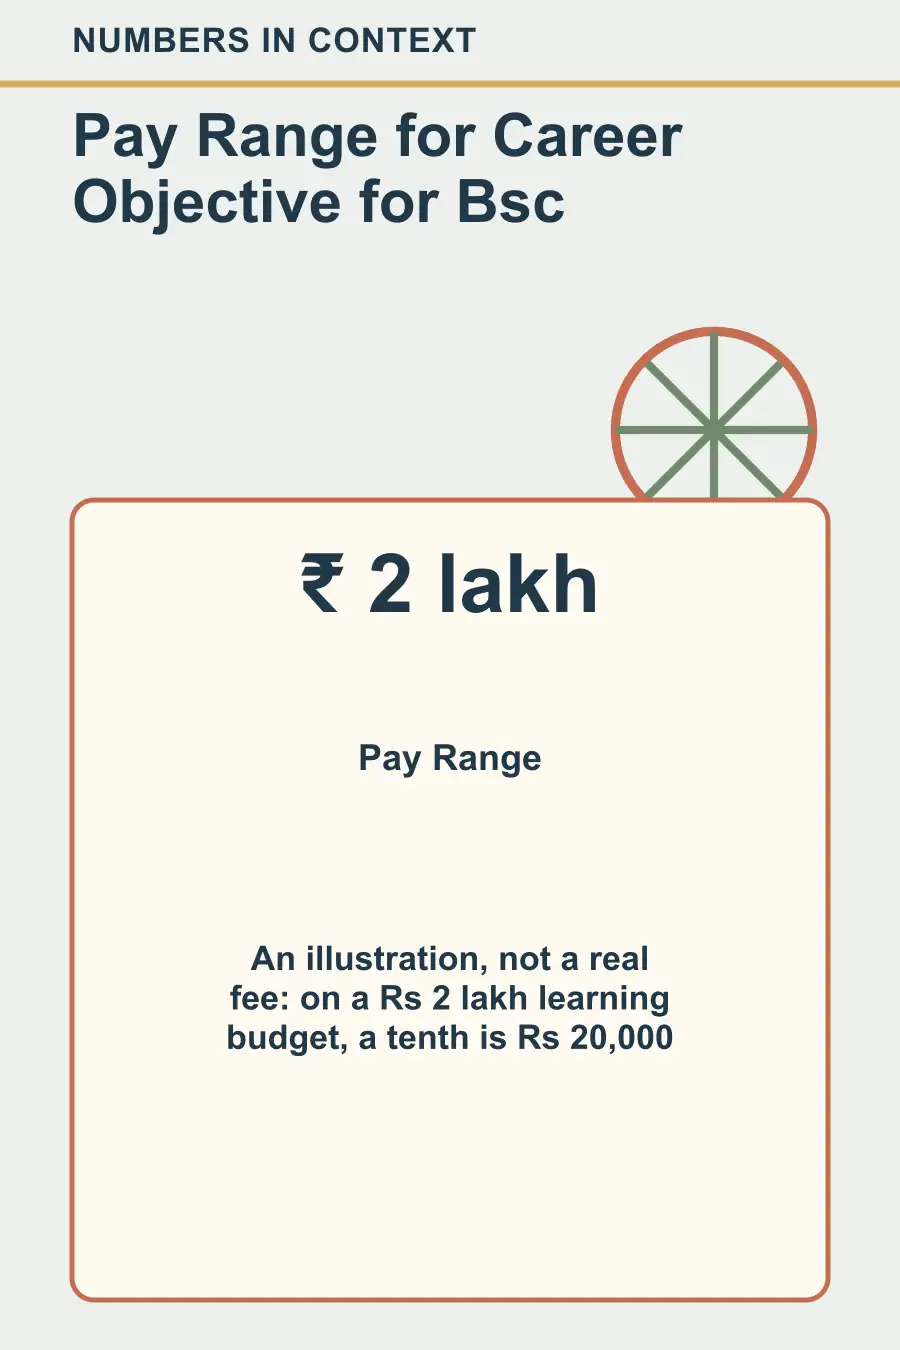 NUMBERS IN CONTEXT
Pay Range for Career
Objective for Bsc
₹ 2 lakh
Pay Range
An illustration, not a real
fee: on a Rs 2 lakh learning
budget, a tenth is Rs 20,000